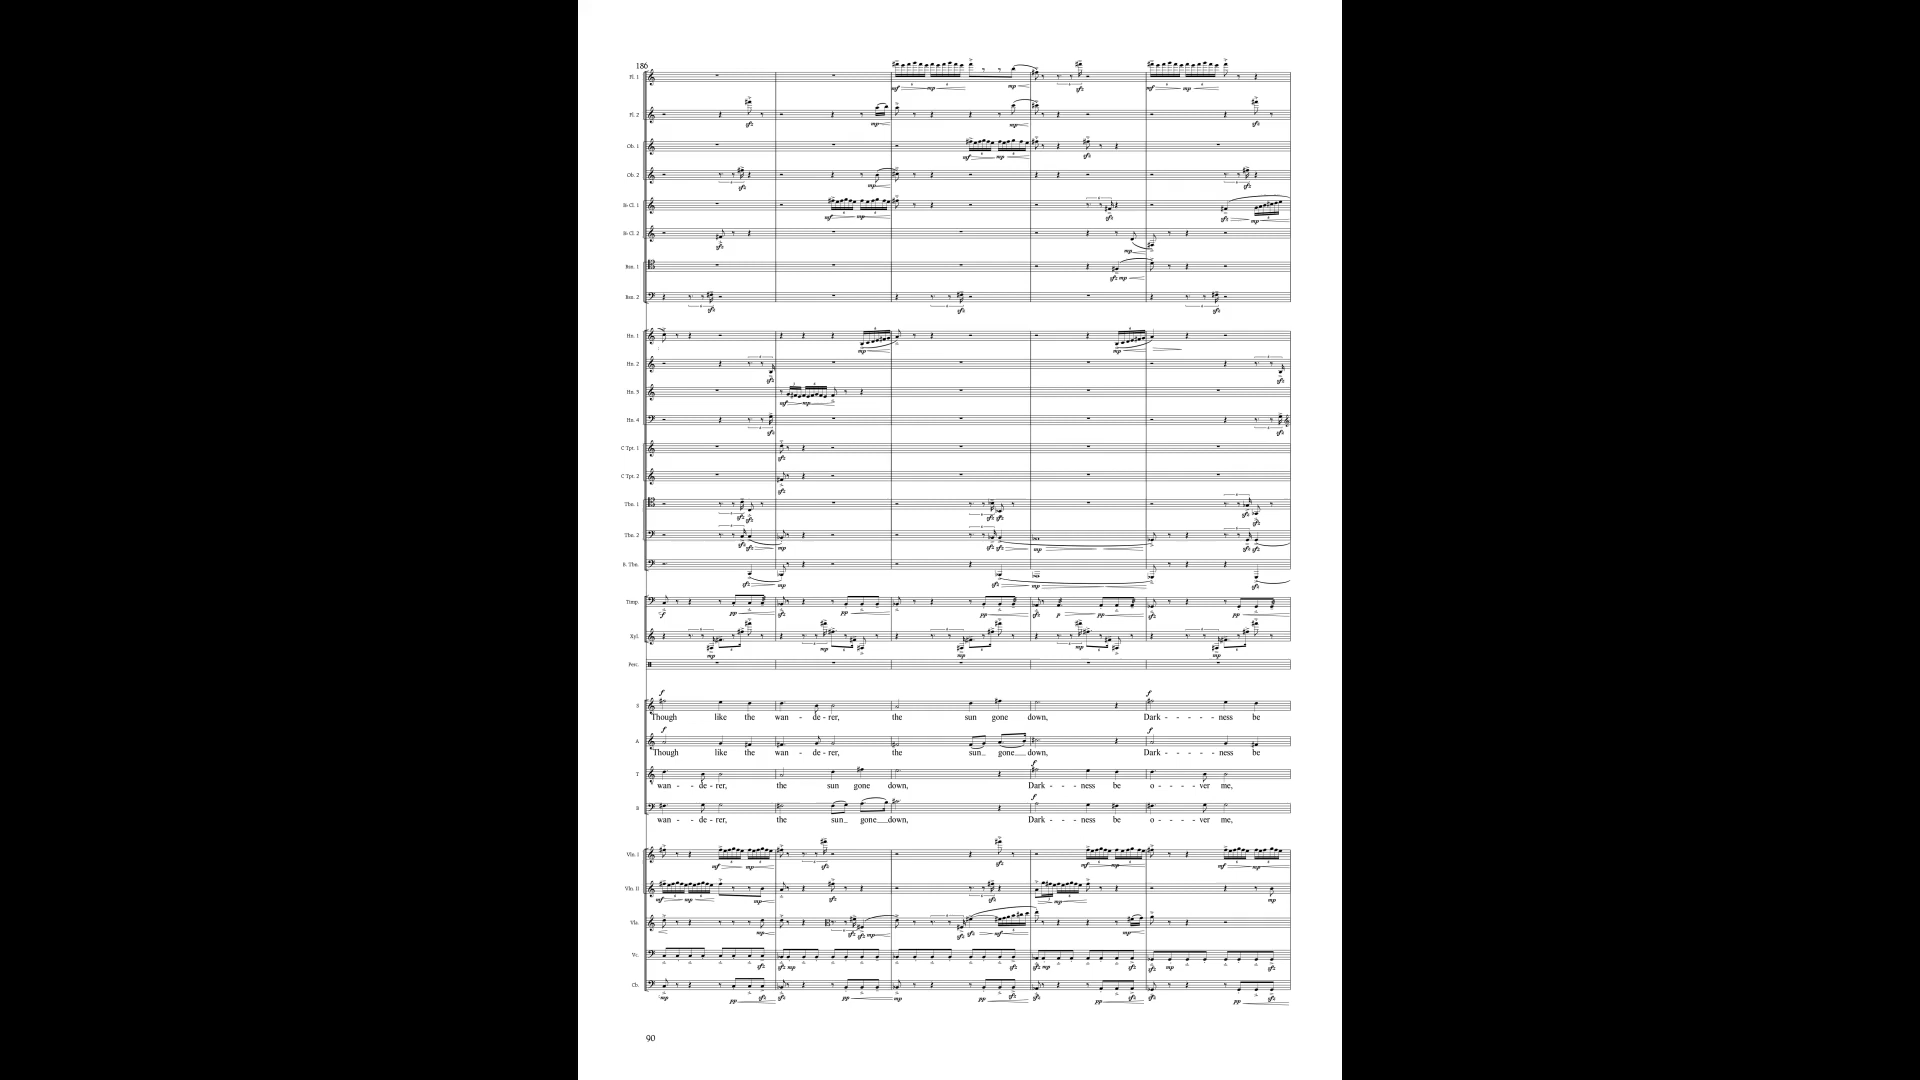 186
Fl. 1
Fl. 2
Ob. 1
Ob. 2
B♭ Cl. 1
B♭ Cl. 2
Bsn. 1
Bsn. 2
Hn. 1
Hn. 2
Hn. 3
Hn. 4
C Tpt. 1
C Tpt. 2
Tbn. 1
Tbn. 2
B. Tbn.
Timp.
Xyl.
Perc.
S
Though like the wan - - de - rer, the sun gone down, Dark - - - - - ness be
A
Though like the wan - - de - rer, the sun_ gone__ down, Dark - - - - - ness be
T
wan - - de - rer, the sun gone down, Dark - - - ness be o - - - - ver me,
B
wan - - de - rer, the sun_ gone__ down, Dark - - - ness be o - - - - ver me,
Vln. I
Vln. II
Vla.
Vc.
Cb.
90